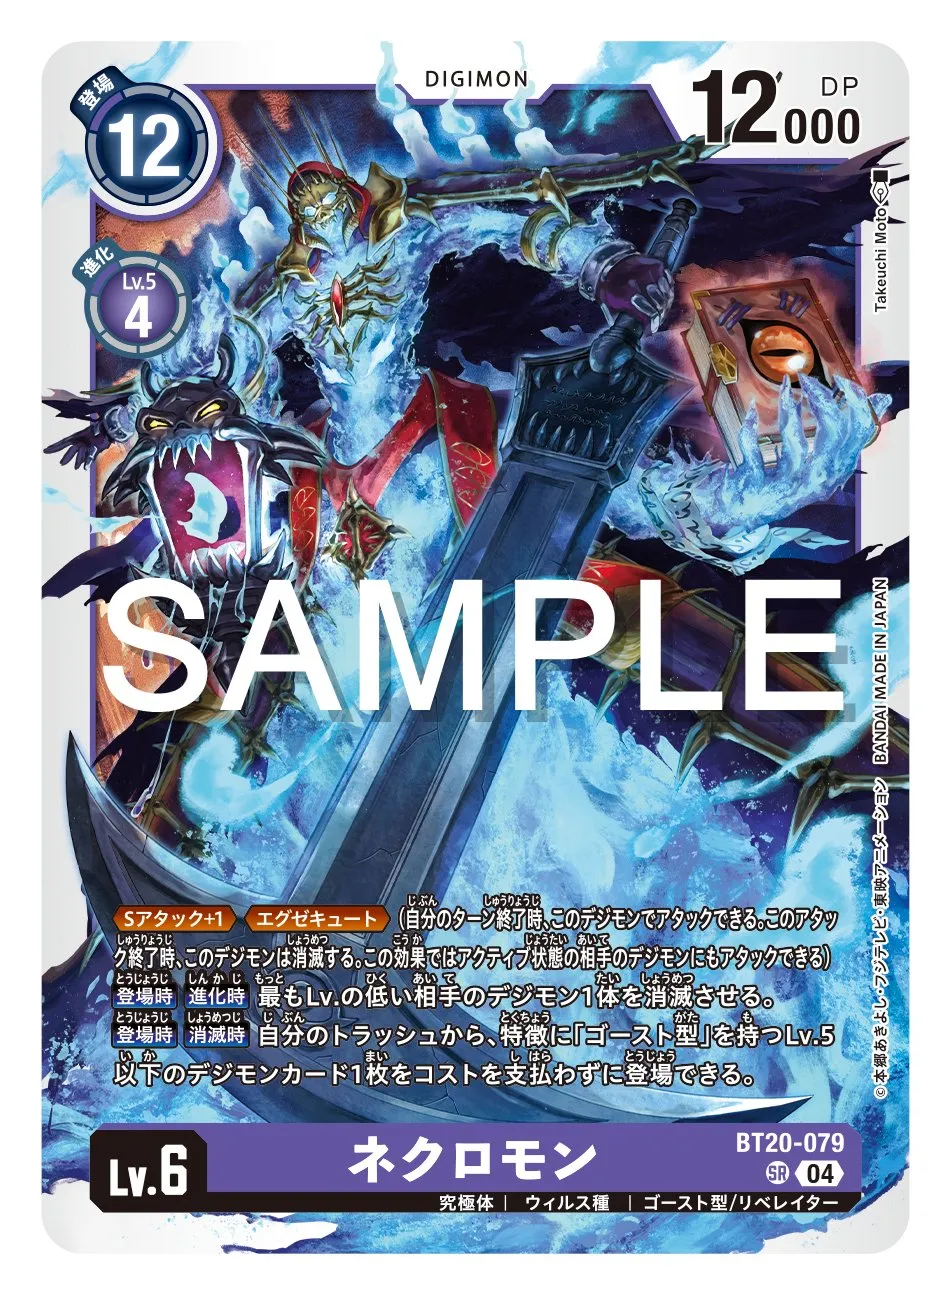 DIGIMON
登場
12
12000
DP
進化
Lv.5
4
Takeuchi Moto
SAMPLE
BANDAI MADE IN JAPAN
©本郷あきよし・フジテレビ・東映アニメーション
Sアタック+1 エグゼキュート (自分のターン終了時、このデジモンでアタックできる。このアタッ
ク終了時、このデジモンは消滅する。この効果ではアクティブ状態の相手のデジモンにもアタックできる)
登場時 進化時 最もLv.の低い相手のデジモン1体を消滅させる。
登場時 消滅時 自分のトラッシュから、特徴に「ゴースト型」を持つLv.5
以下のデジモンカード1枚をコストを支払わずに登場できる。
BT20-079
Lv.6
ネクロモン
SR 04
究極体 | ウィルス種 | ゴースト型/リベレイター